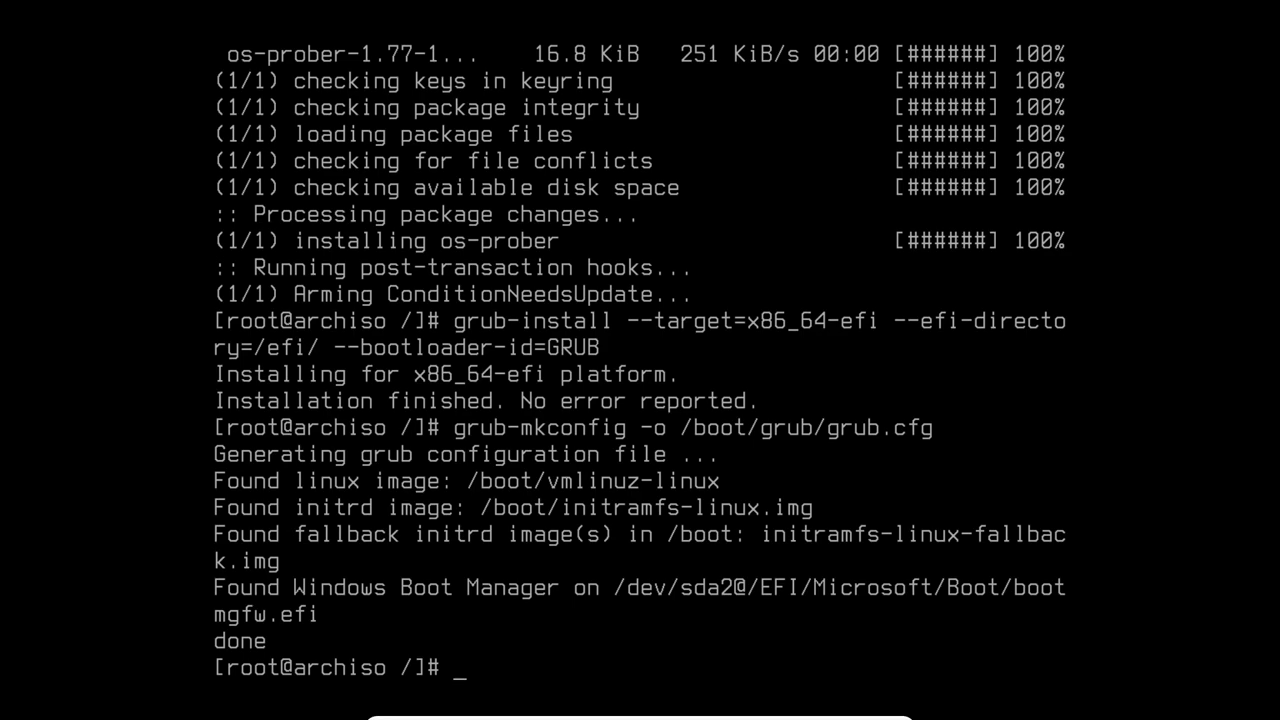 os-prober-1.77-1... 16.8 KiB 251 KiB/s 00:00 [######] 100%
(1/1) checking keys in keyring [######] 100%
(1/1) checking package integrity [######] 100%
(1/1) loading package files [######] 100%
(1/1) checking for file conflicts [######] 100%
(1/1) checking available disk space [######] 100%
:: Processing package changes...
(1/1) installing os-prober [######] 100%
:: Running post-transaction hooks...
(1/1) Arming ConditionNeedsUpdate...
[root@archiso /]# grub-install --target=x86_64-efi --efi-directo
ry=/efi/ --bootloader-id=GRUB
Installing for x86_64-efi platform.
Installation finished. No error reported.
[root@archiso /]# grub-mkconfig -o /boot/grub/grub.cfg
Generating grub configuration file ...
Found linux image: /boot/vmlinuz-linux
Found initrd image: /boot/initramfs-linux.img
Found fallback initrd image(s) in /boot: initramfs-linux-fallbac
k.img
Found Windows Boot Manager on /dev/sda2@/EFI/Microsoft/Boot/boot
mgfw.efi
done
[root@archiso /]# _